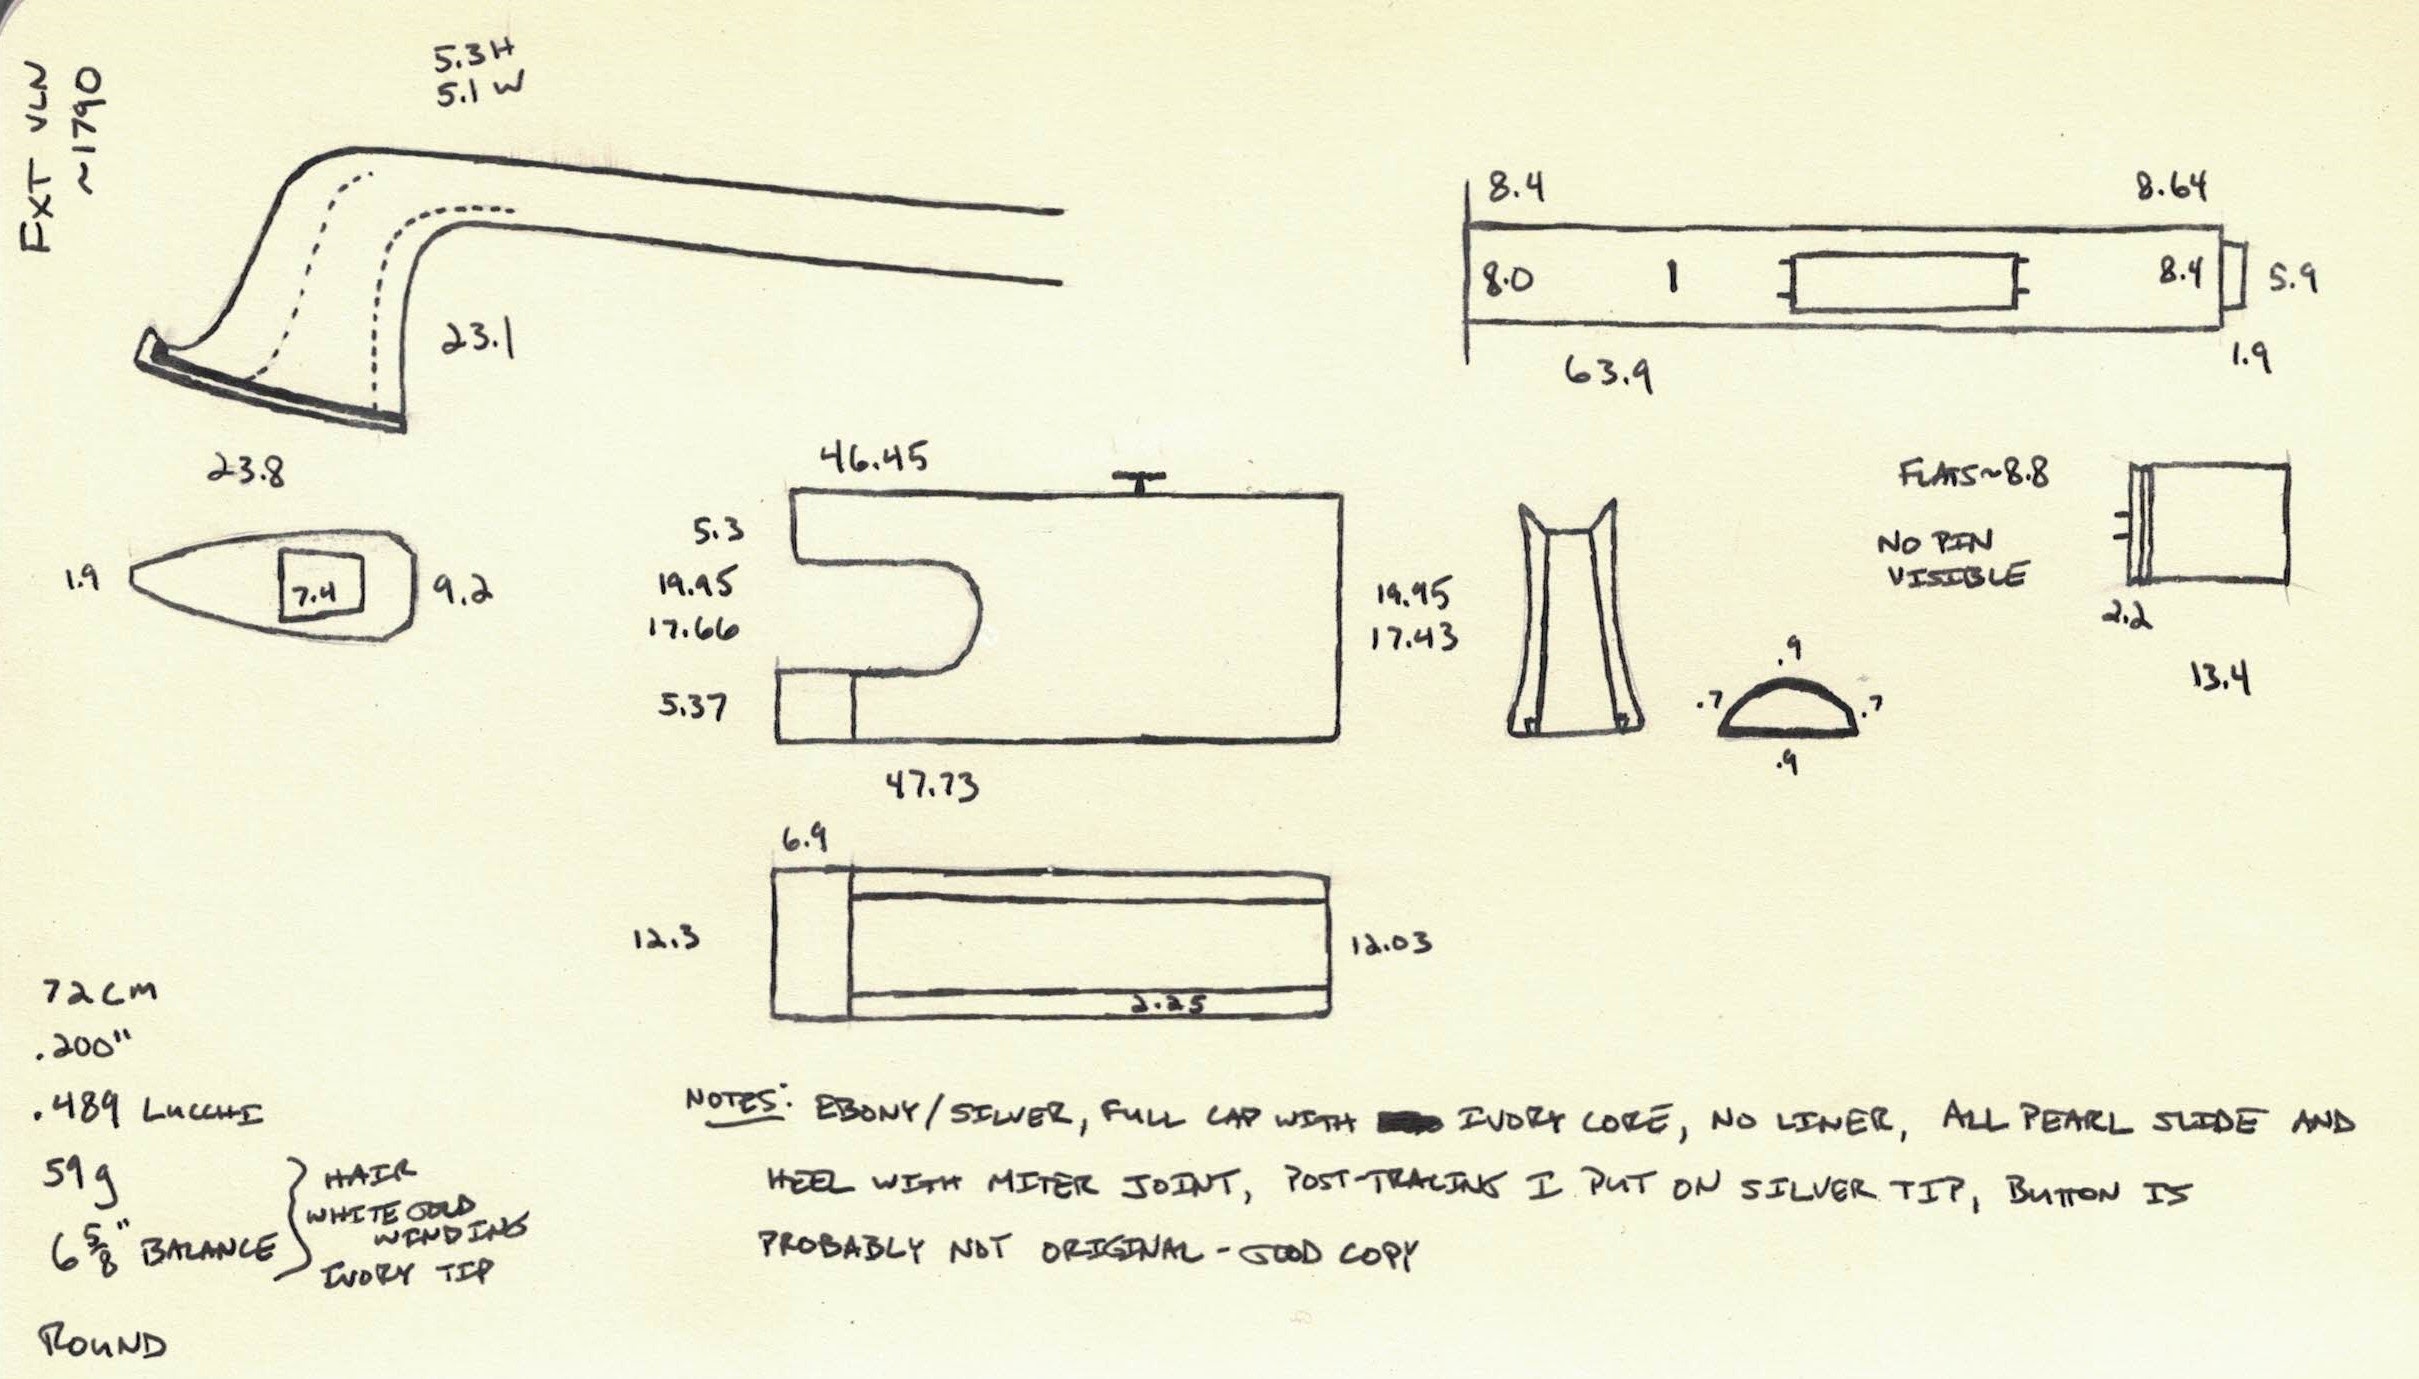 FXT VLN
~1790
5.3H
5.1 W
23.1
23.8
1.9
7.4
9.2
8.4
8.64
8.0
8.4
5.9
1.9
63.9
46.45
5.3
19.95
17.66
5.37
47.73
19.95
17.43
.9
.7
.7
.9
FLATS~8.8
NO PIN
VISIBLE
2.2
13.4
6.9
12.3
12.03
2.25
72cm
.200"
.489 LUCCHI
59g
6 5/8" BALANCE
HAIR
WHITE GOLD
WINDING
IVORY TIP
ROUND
NOTES: EBONY/SILVER, FULL CAP WITH IVORY CORE, NO LINER, ALL PEARL SLIDE AND
HEEL WITH MITER JOINT, POST-TRACING I PUT ON SILVER TIP, BUTTON IS
PROBABLY NOT ORIGINAL - GOOD COPY